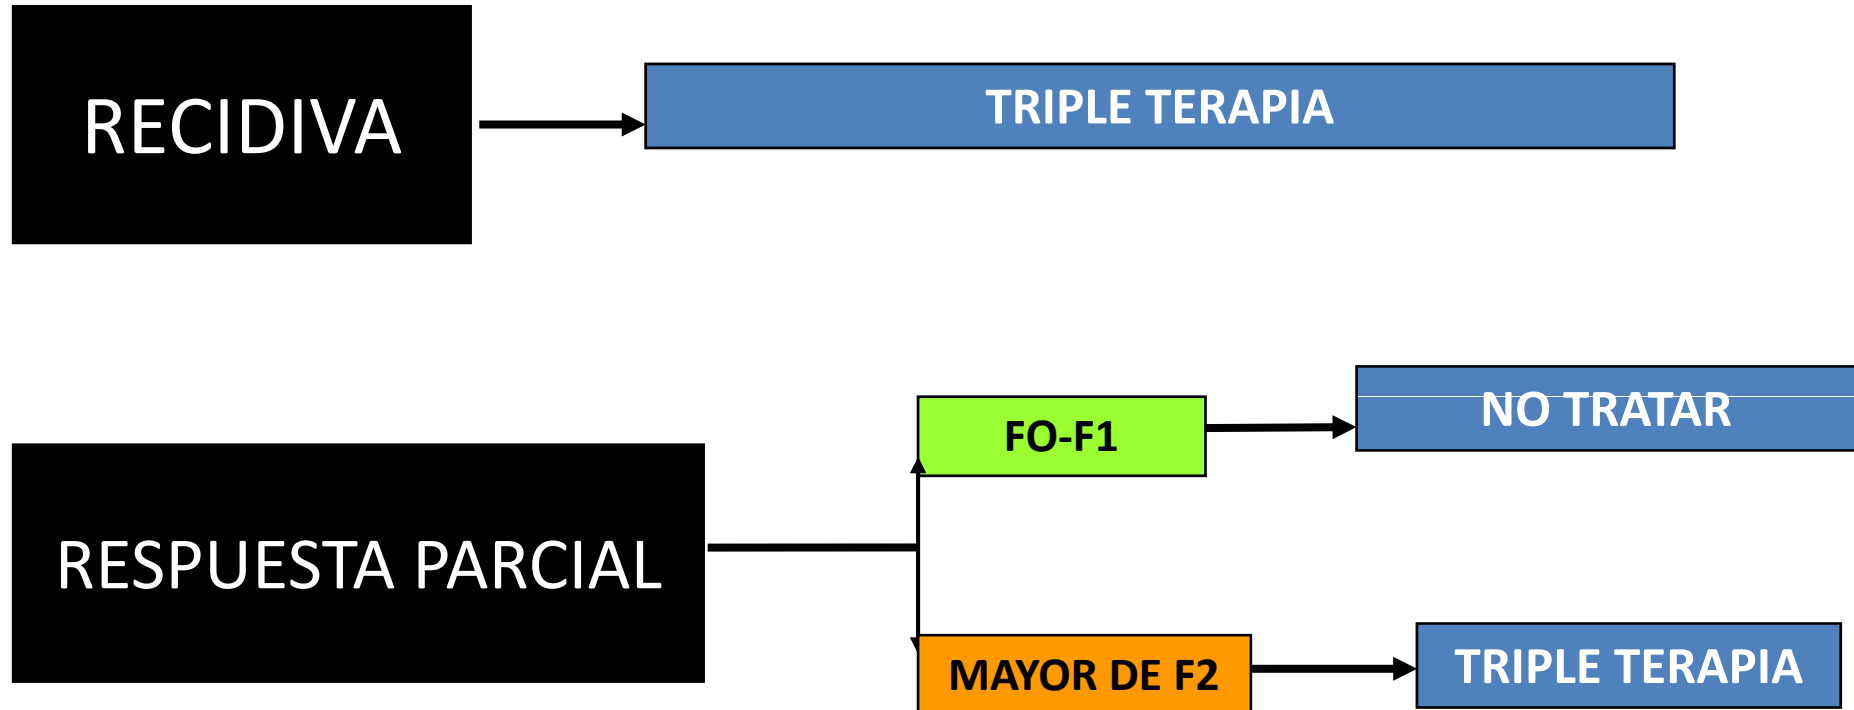 RECIDIVA
TRIPLE TERAPIA
RESPUESTA PARCIAL
FO-F1
NO TRATAR
MAYOR DE F2
TRIPLE TERAPIA